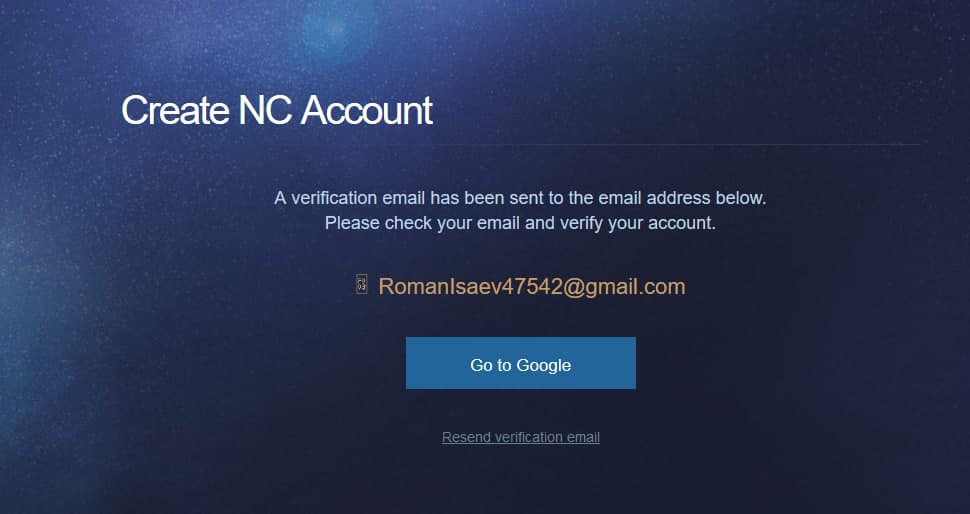 Create NC Account
A verification email has been sent to the email address below.
Please check your email and verify your account.
RomanIsaev47542@gmail.com
Go to Google
Resend verification email